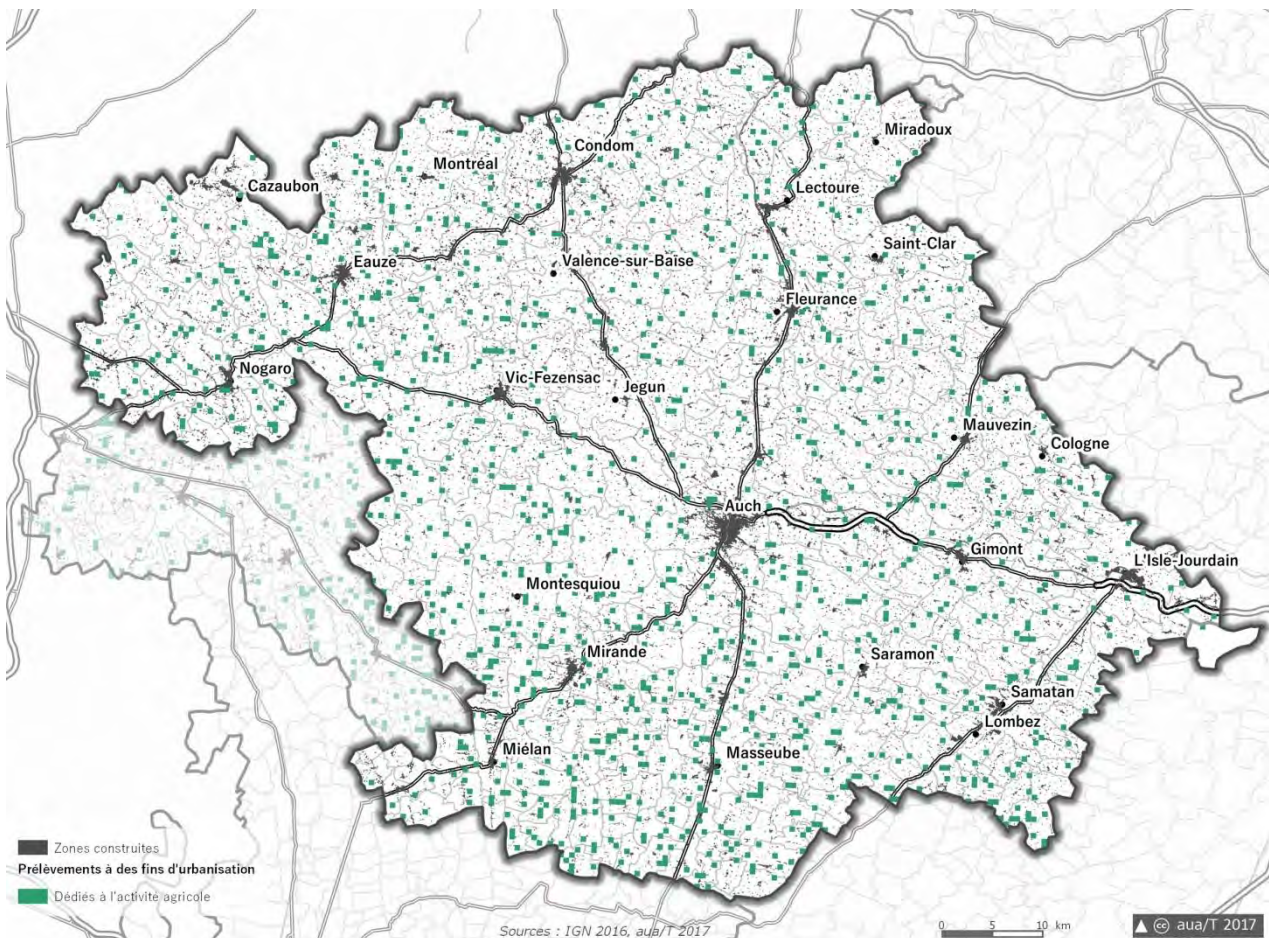 Miradoux
Condom
Montréal
Lectoure
Cazaubon
Saint-Clar
Valence-sur-Baïse
Eauze
Fleurance
Nogaro
Vic-Fezensac
Jegun
Mauvezin
Cologne
Auch
Gimont
L'Isle-Jourdain
Montesquiou
Mirande
Saramon
Samatan
Lombez
Miélan
Masseube
Zones construites
Prélèvements à des fins d'urbanisation
Dédiés à l'activité agricole
Sources : IGN 2016, aua/T 2017
0 5 10 km
cc aua/T 2017